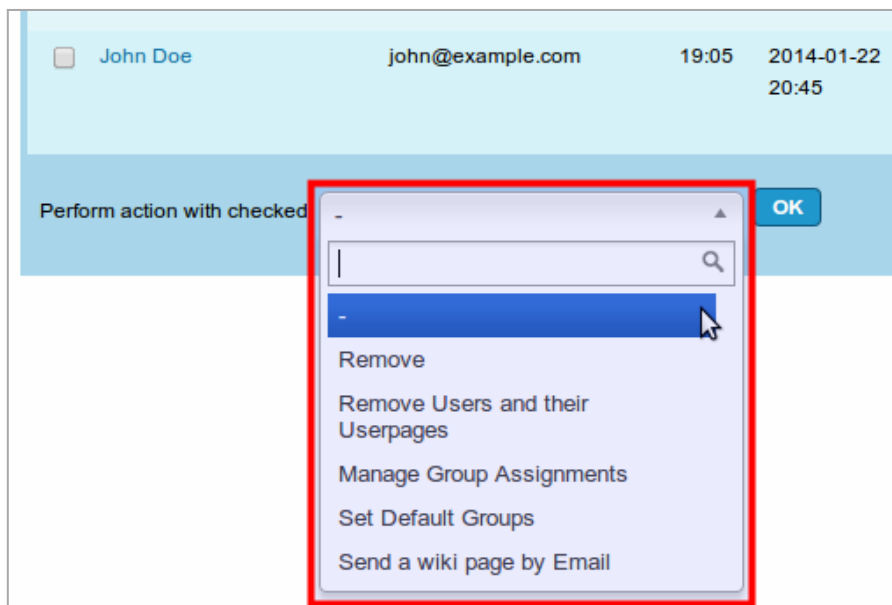 John Doe john@example.com 19:05 2014-01-22
20:45
Perform action with checked - OK
-
Remove
Remove Users and their
Userpages
Manage Group Assignments
Set Default Groups
Send a wiki page by Email